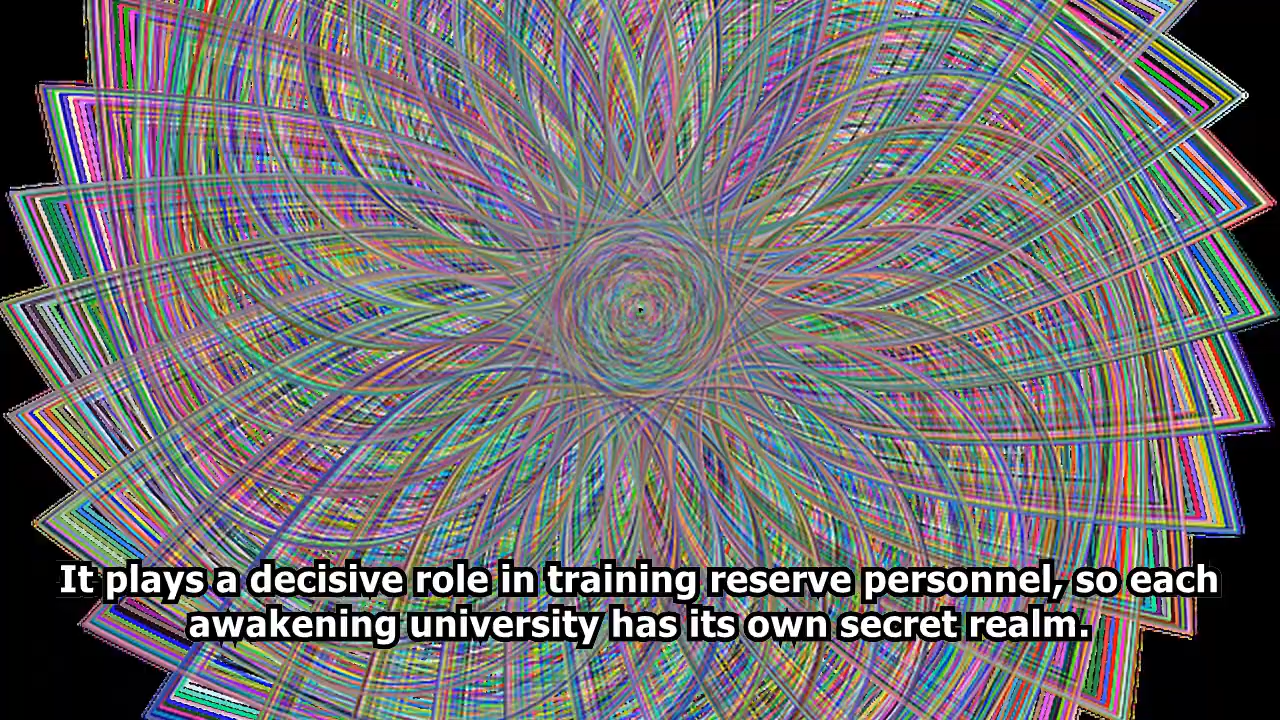 It plays a decisive role in training reserve personnel, so each
awakening university has its own secret realm.